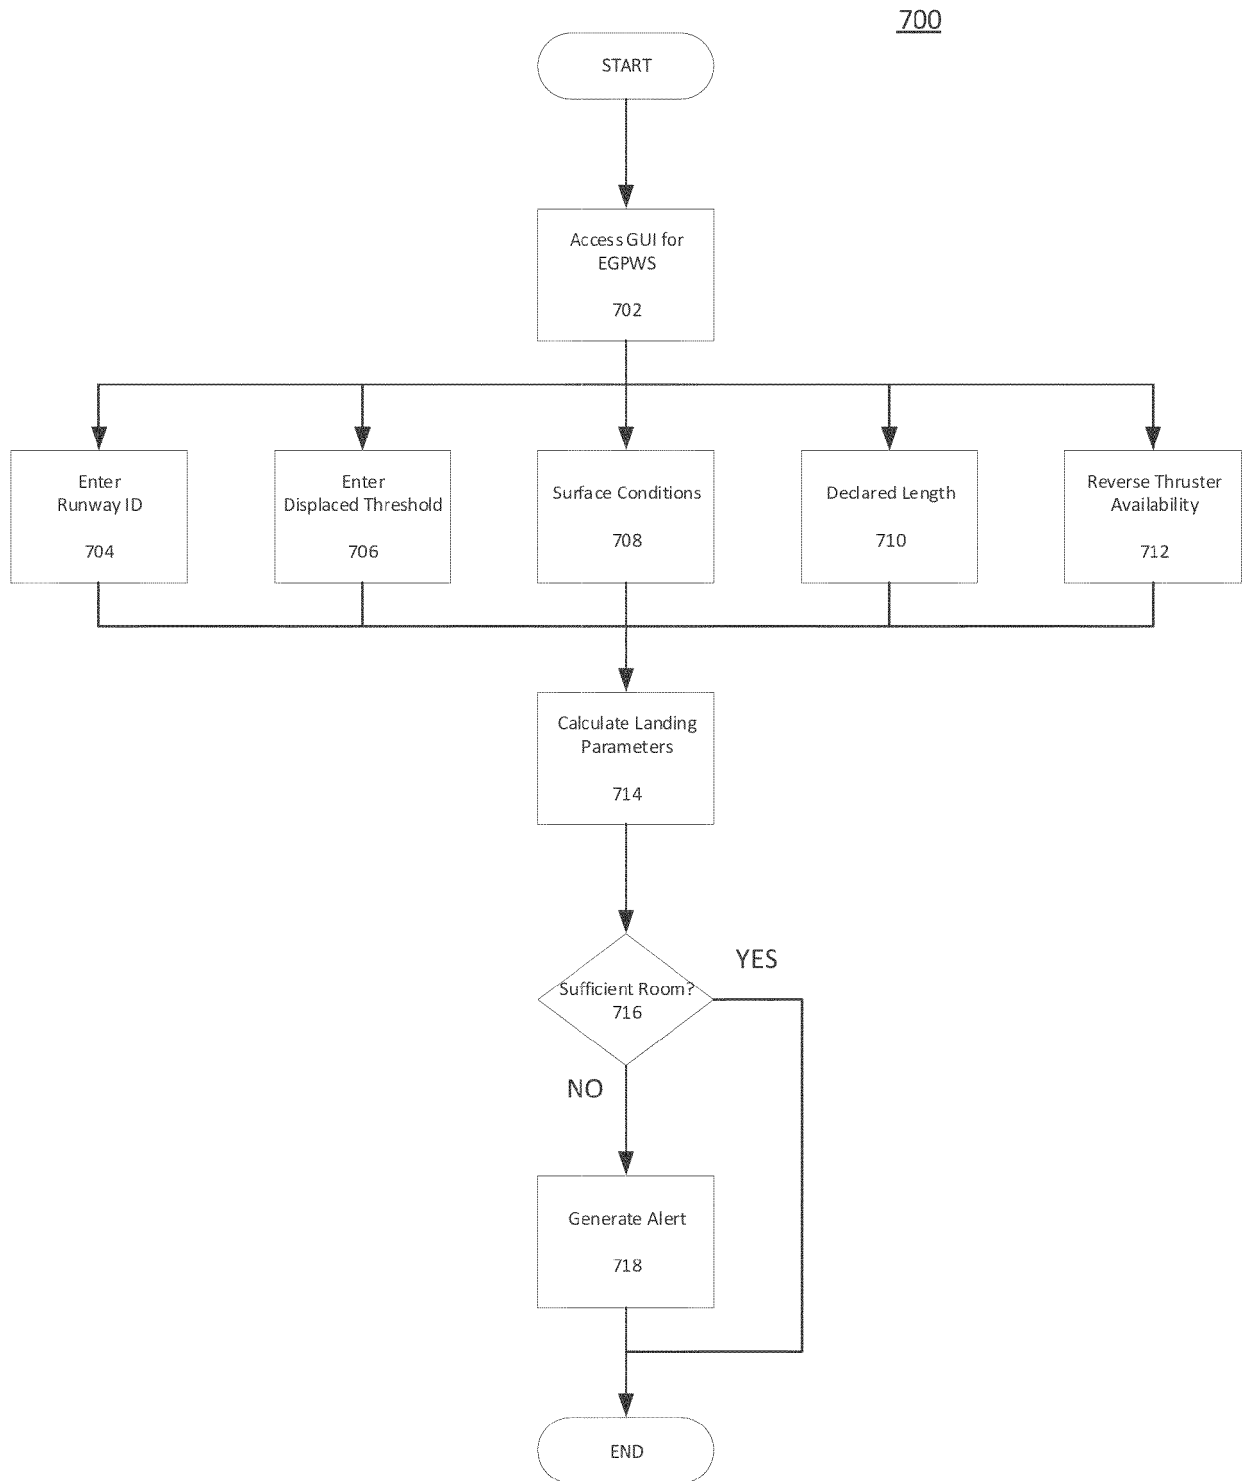 700
START
Access GUI for
EGPWS
702
Enter
Runway ID
704
Enter
Displaced Threshold
706
Surface Conditions
708
Declared Length
710
Reverse Thruster
Availability
712
Calculate Landing
Parameters
714
Sufficient Room?
716
YES
NO
Generate Alert
718
END